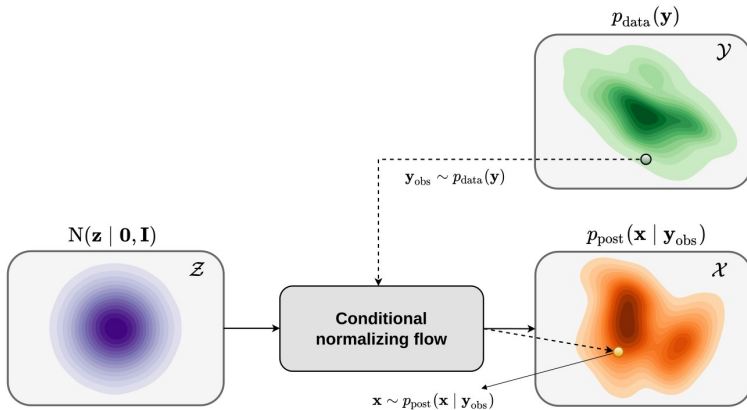 p_data(y)
𝒴
y_obs ∼ p_data(y)
N(z | 0, I)
𝒵
p_post(x | y_obs)
𝒳
Conditional
normalizing flow
x ∼ p_post(x | y_obs)